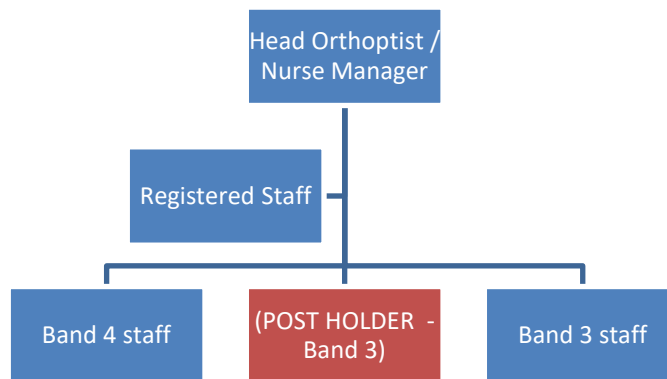 Head Orthoptist /
Nurse Manager
Registered Staff
Band 4 staff
(POST HOLDER -
Band 3)
Band 3 staff